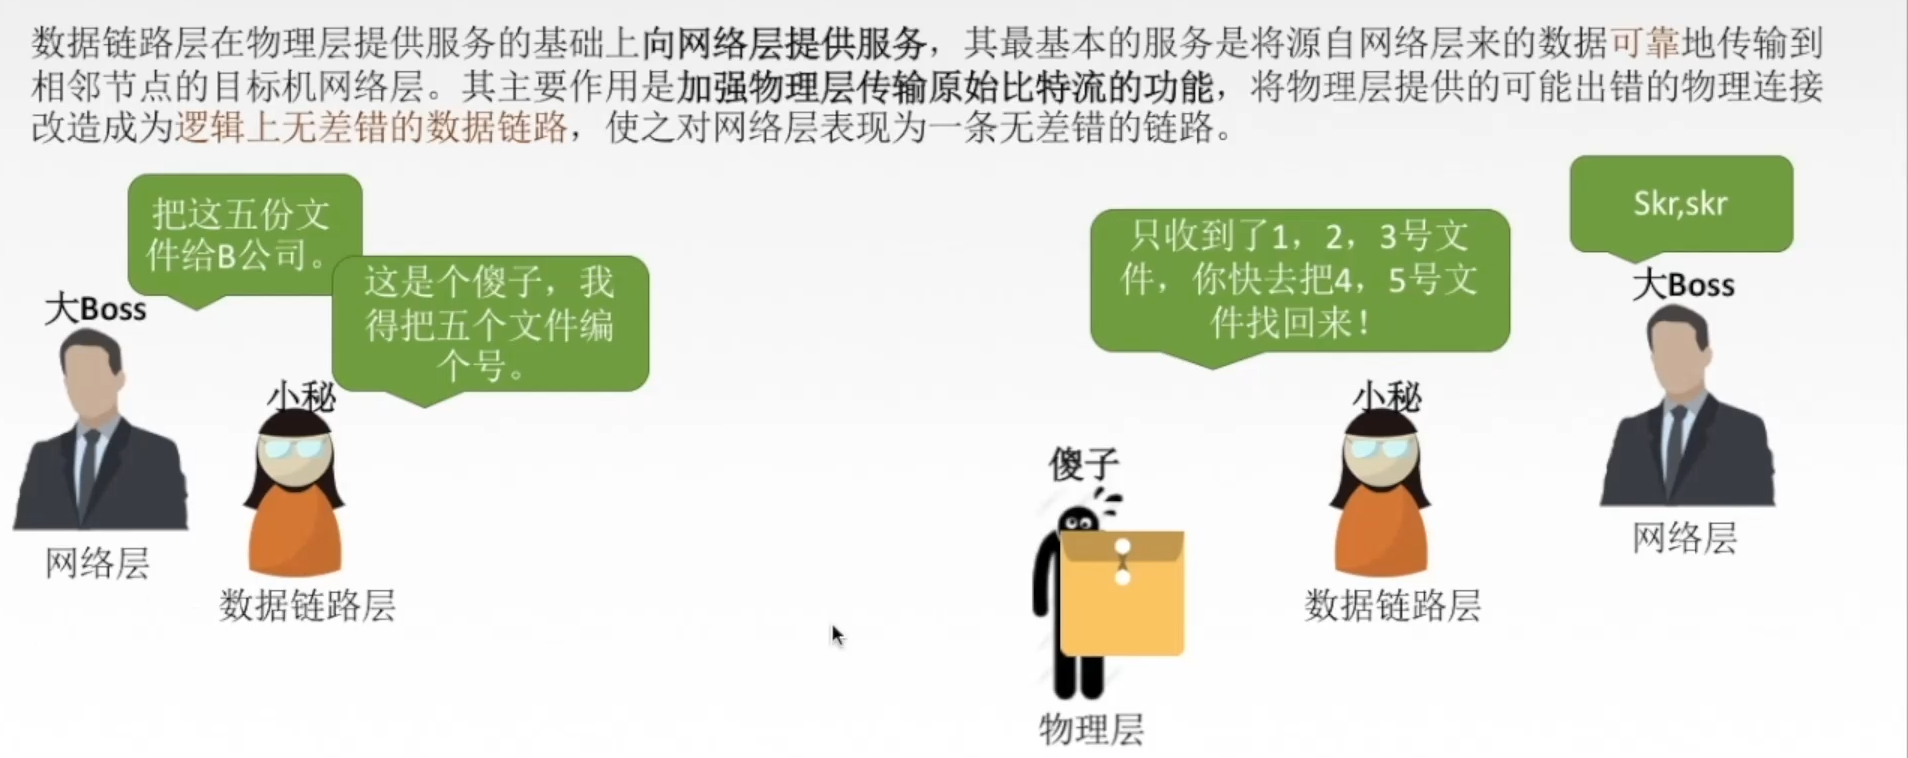 数据链路层在物理层提供服务的基础上向网络层提供服务，其最基本的服务是将源自网络层来的数据可靠地传输到
相邻节点的目标机网络层。其主要作用是加强物理层传输原始比特流的功能，将物理层提供的可能出错的物理连接
改造成为逻辑上无差错的数据链路，使之对网络层表现为一条无差错的链路。
把这五份文
件给B公司。
这是个傻子，我
得把五个文件编
个号。
大Boss
小秘
网络层
数据链路层
只收到了1，2，3号文
件，你快去把4，5号文
件找回来！
Skr,skr
大Boss
小秘
傻子
网络层
数据链路层
物理层